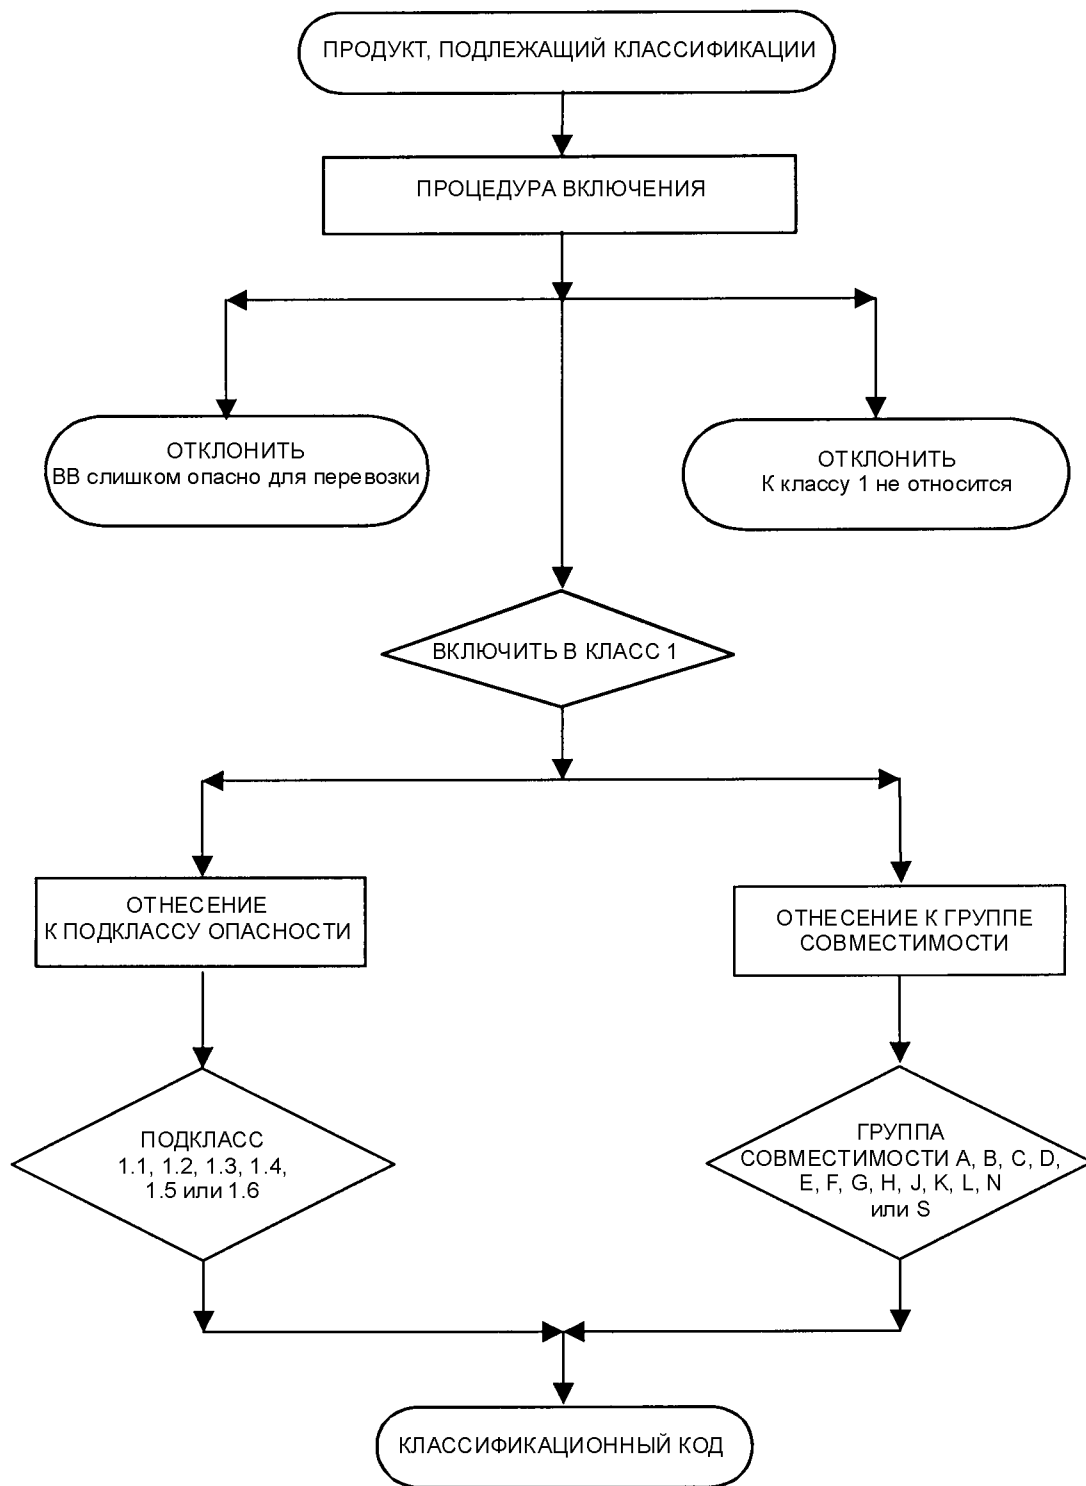 ПРОДУКТ, ПОДЛЕЖАЩИЙ КЛАССИФИКАЦИИ
ПРОЦЕДУРА ВКЛЮЧЕНИЯ
ОТКЛОНИТЬ
ВВ слишком опасно для перевозки
ОТКЛОНИТЬ
К классу 1 не относится
ВКЛЮЧИТЬ В КЛАСС 1
ОТНЕСЕНИЕ
К ПОДКЛАССУ ОПАСНОСТИ
ОТНЕСЕНИЕ К ГРУППЕ
СОВМЕСТИМОСТИ
ПОДКЛАСС
1.1, 1.2, 1.3, 1.4,
1.5 или 1.6
ГРУППА
СОВМЕСТИМОСТИ A, B, C, D,
E, F, G, H, J, K, L, N
или S
КЛАССИФИКАЦИОННЫЙ КОД